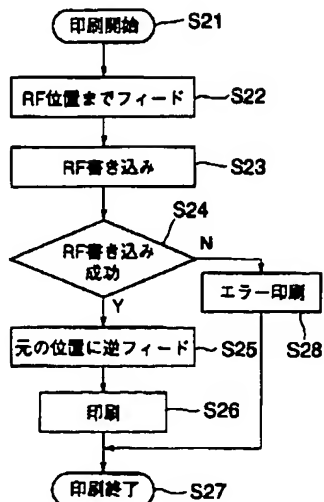 印刷開始 S21
RF位置までフィード S22
RF書き込み S23
S24
RF書き込み
成功
N
Y
エラー印刷
S28
元の位置に逆フィード S25
印刷 S26
印刷終了 S27